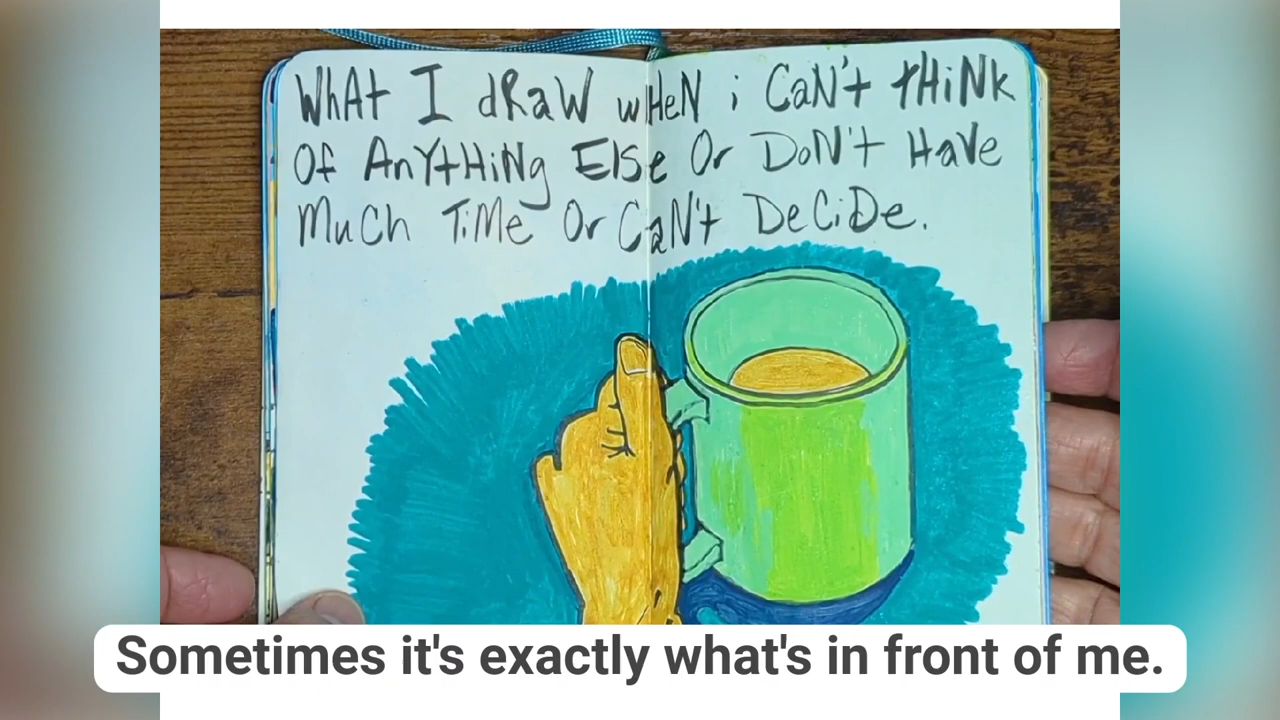 WhAt I dRaW wHeN i CaN't tHiNk
Of AnYtHiNg ElSe Or DoN't HaVe
MuCh TiMe Or CaN't DeCiDe.
Sometimes it's exactly what's in front of me.